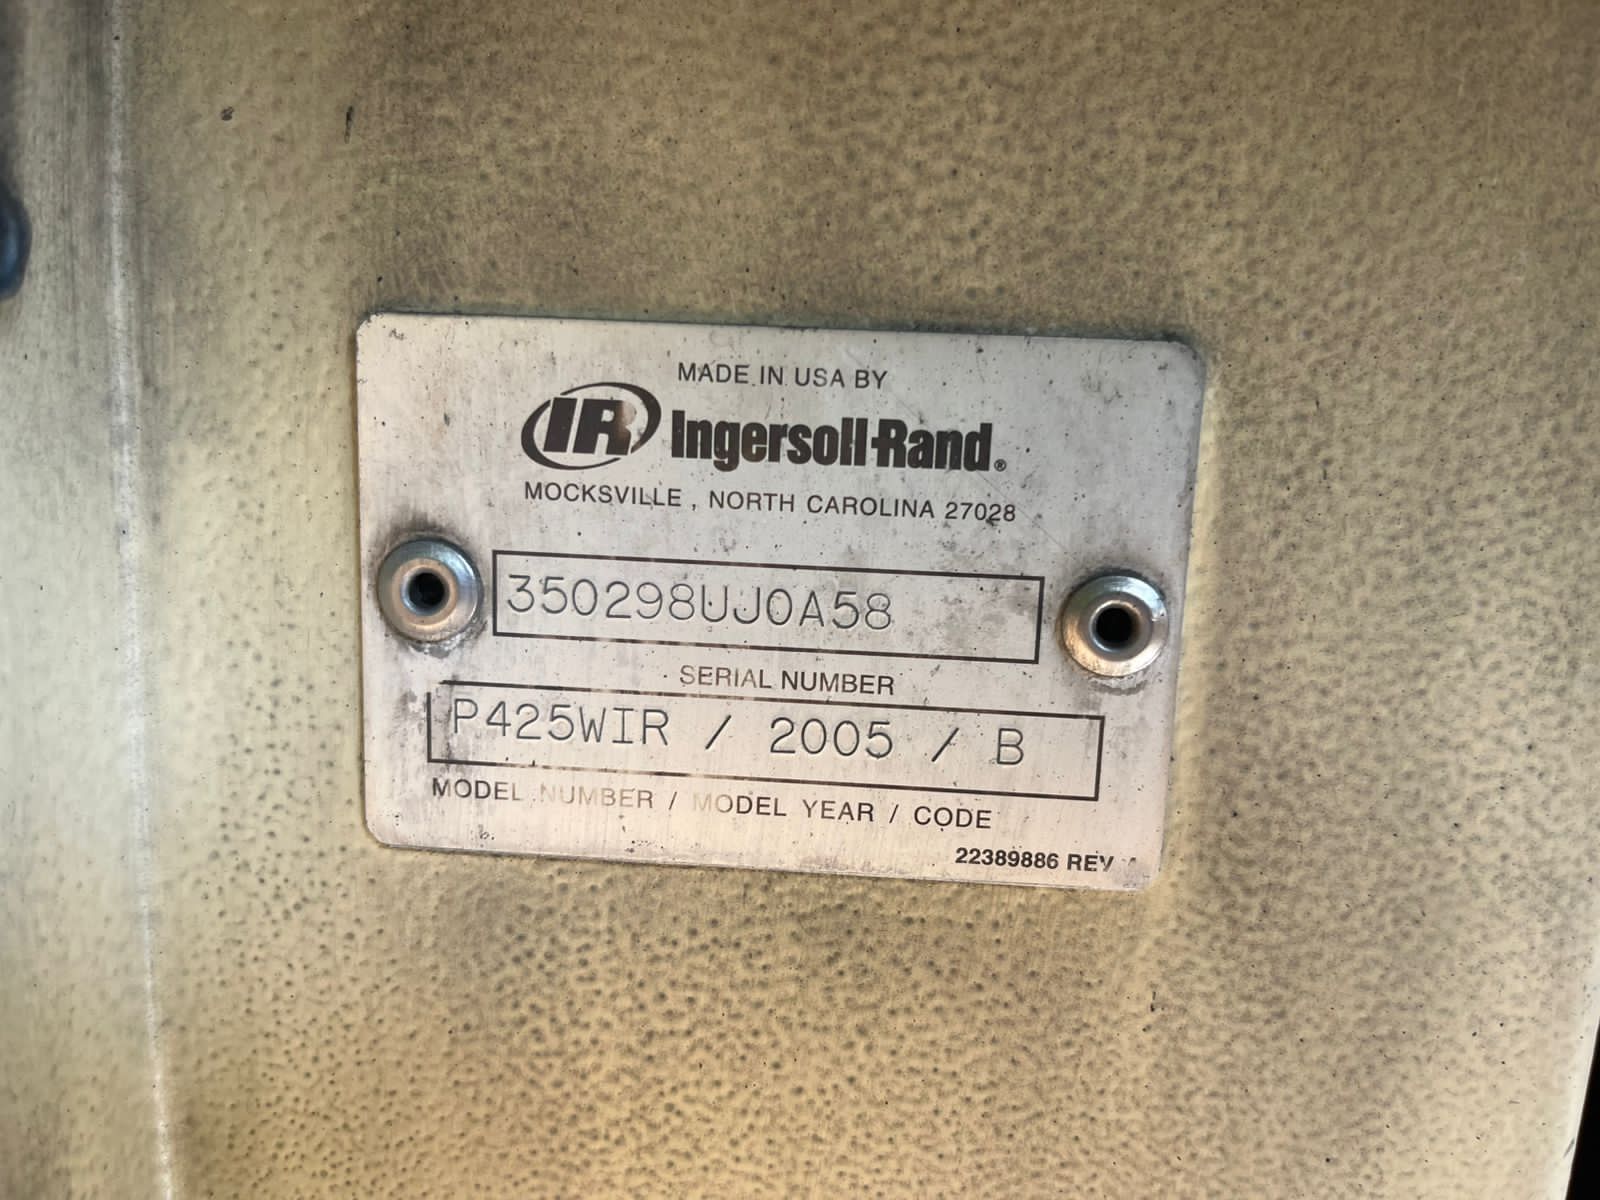 MADE IN USA BY
IR Ingersoll-Rand®
MOCKSVILLE, NORTH CAROLINA 27028
350298UJ0A58
SERIAL NUMBER
P425WIR / 2005 / B
MODEL NUMBER / MODEL YEAR / CODE
22389886 REV